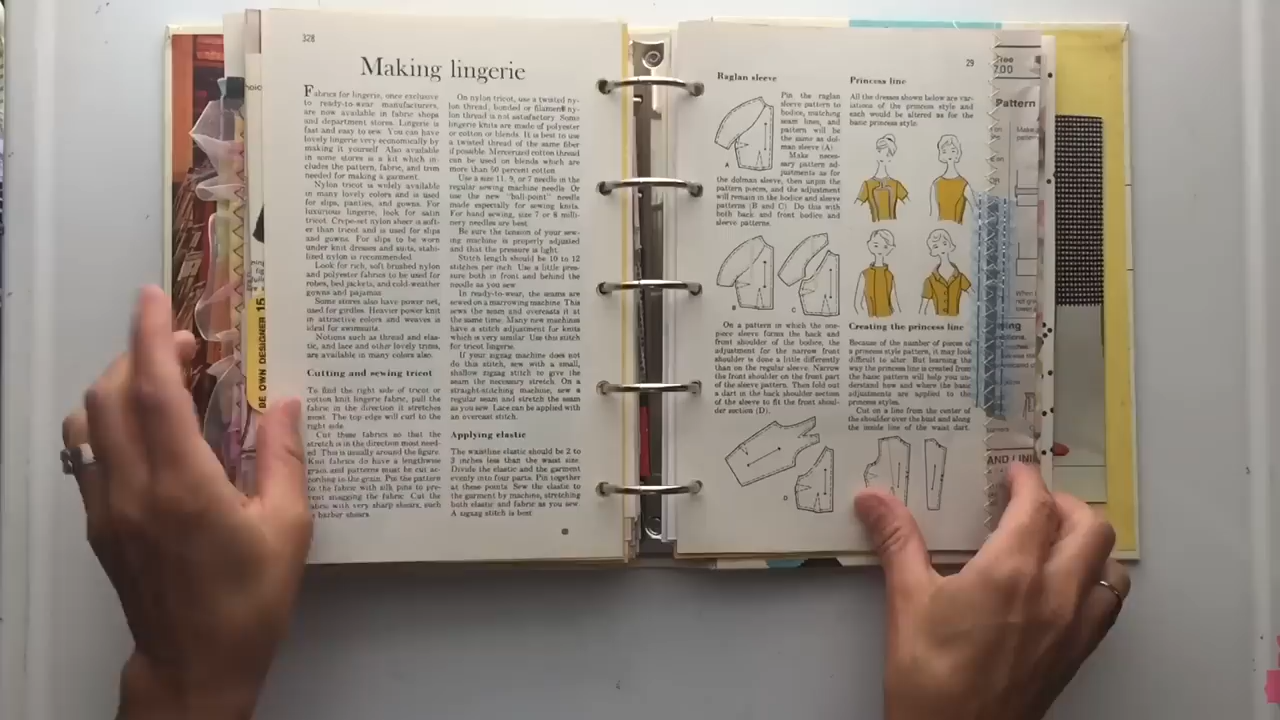 328
Making lingerie
Fabrics for lingerie, once exclusive
to ready-to-wear manufacturers,
are now available in fabric shops
and department stores. Lingerie is
fast and easy to sew. You can have
lovely lingerie very economically by
making it yourself. Also available
in some stores is a kit which in-
cludes the pattern, fabric, and trim
needed for making a garment.
Nylon tricot is widely available
in many lovely colors and is used
for slips, panties, and gowns. For
luxurious lingerie, look for satin
tricot. Crepe-set nylon sheer is soft-
er than tricot and is used for slips
and gowns. For slips to be worn
under knit dresses and suits, stabi-
lized nylon is recommended.
Look for rich, soft brushed nylon
and polyester fabrics to be used for
robes, bed jackets, and cold-weather
gowns and pajamas.
Some stores also have power net,
used for girdles. Heavier power knit
in attractive colors and weaves is
ideal for swimsuits.
Notions such as thread and elas-
tic, and lace and other lovely trims,
are available in many colors also.
Cutting and sewing tricot
To find the right side of tricot or
cotton knit lingerie fabric, pull the
fabric in the direction it stretches
most. The top edge will curl to the
right side.
Cut these fabrics so that the
stretch is in the direction most need-
ed. This is usually around the figure.
Knit fabrics do have a lengthwise
grain and patterns must be cut ac-
cording to the grain. Pin the pattern
to the fabric with silk pins to pre-
vent snagging the fabric. Cut the
fabric with very sharp shears, such
barber shears.
On nylon tricot, use a twisted ny-
lon thread, bonded or filament ny-
lon thread is not satisfactory. Some
lingerie knits are made of polyester
or cotton or blends. It is best to use
a twisted thread of the same fiber
if possible. Mercerized cotton thread
can be used on blends which are
more than 50 percent cotton.
Use a size 11, 9, or 7 needle in the
regular sewing machine needle. Or
use the new "ball-point" needle
made especially for sewing knits.
For hand sewing, size 7 or 8 milli-
nery needles are best.
Be sure the tension of your sew-
ing machine is properly adjusted
and that the pressure is light.
Stitch length should be 10 to 12
stitches per inch. Use a little pres-
sure both in front and behind the
needle as you sew.
In ready-to-wear, the seams are
sewed on a marrowing machine. This
sews the seam and overcasts it at
the same time. Many new machines
have a stitch adjustment for knits
which is very similar. Use this stitch
for tricot lingerie.
If your zigzag machine does not
do this stitch, sew with a small,
shallow zigzag stitch to give the
seam the necessary stretch. On a
straight-stitching machine, sew a
regular seam and stretch the seam
as you sew. Lace can be applied with
an overcast stitch.
Applying elastic
The waistline elastic should be 2 to
3 inches less than the waist size.
Divide the elastic and the garment
evenly into four parts. Pin together
at these points. Sew the elastic to
the garment by machine, stretching
both elastic and fabric as you sew.
A zigzag stitch is best
DE OWN DESIGNER 15
29
Raglan sleeve
Pin the raglan
sleeve pattern to
bodice, matching
seam lines, and
pattern will be
the same as dol-
man sleeve (A).
Make neces-
sary pattern ad-
justments as for
the dolman sleeve, then unpin the
pattern pieces, and the adjustment
will remain in the bodice and sleeve
patterns (B and C). Do this with
both back and front bodice and
sleeve patterns.
A
B
C
On a pattern in which the one-
piece sleeve forms the back and
front shoulder of the bodice, the
adjustment for the narrow front
shoulder is done a little differently
than on the regular sleeve. Narrow
the front shoulder on the front part
of the sleeve pattern. Then fold out
a dart in the back shoulder section
of the sleeve to fit the front shoul-
der section (D).
D
Princess line
All the dresses shown below are var-
iations of the princess style and
each would be altered as for the
basic princess style.
Creating the princess line
Because of the number of pieces of
a princess style pattern, it may look
difficult to alter. But learning the
way the princess line is created from
the basic pattern will help you un-
derstand how and where the basic
adjustments are applied to the
princess styles.
Cut on a line from the center of
the shoulder over the bust and along
the inside line of the waist dart.
Pattern
AND LINI